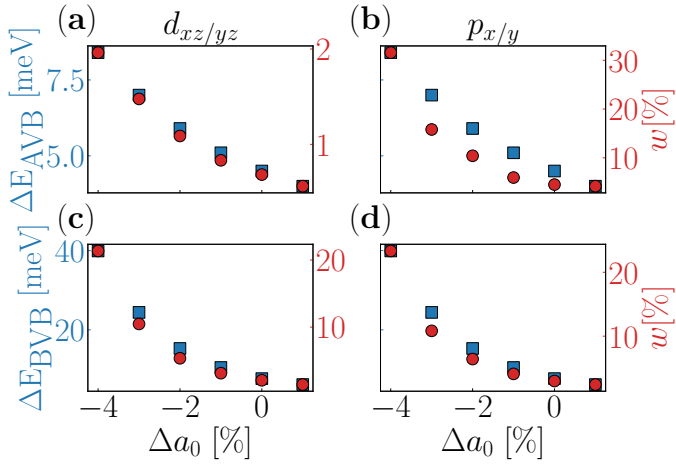 (a) d_{xz/yz} (b) p_{x/y}
ΔE_{AVB} [meV]
7.5
5.0
2
1
30
20
10
w[%]
(c) (d)
ΔE_{BVB} [meV]
40
20
20
10
20
10
w[%]
−4 −2 0 −4 −2 0
Δa_0 [%] Δa_0 [%]